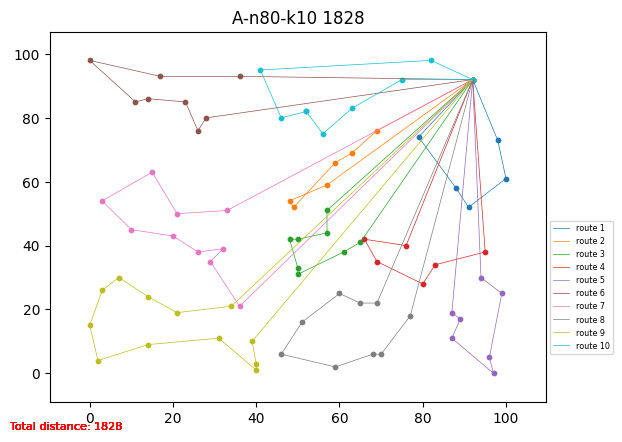 A-n80-k10 1828
100
80
60
40
20
0
0 20 40 60 80 100
route 1
route 2
route 3
route 4
route 5
route 6
route 7
route 8
route 9
route 10
Total distance: 1828